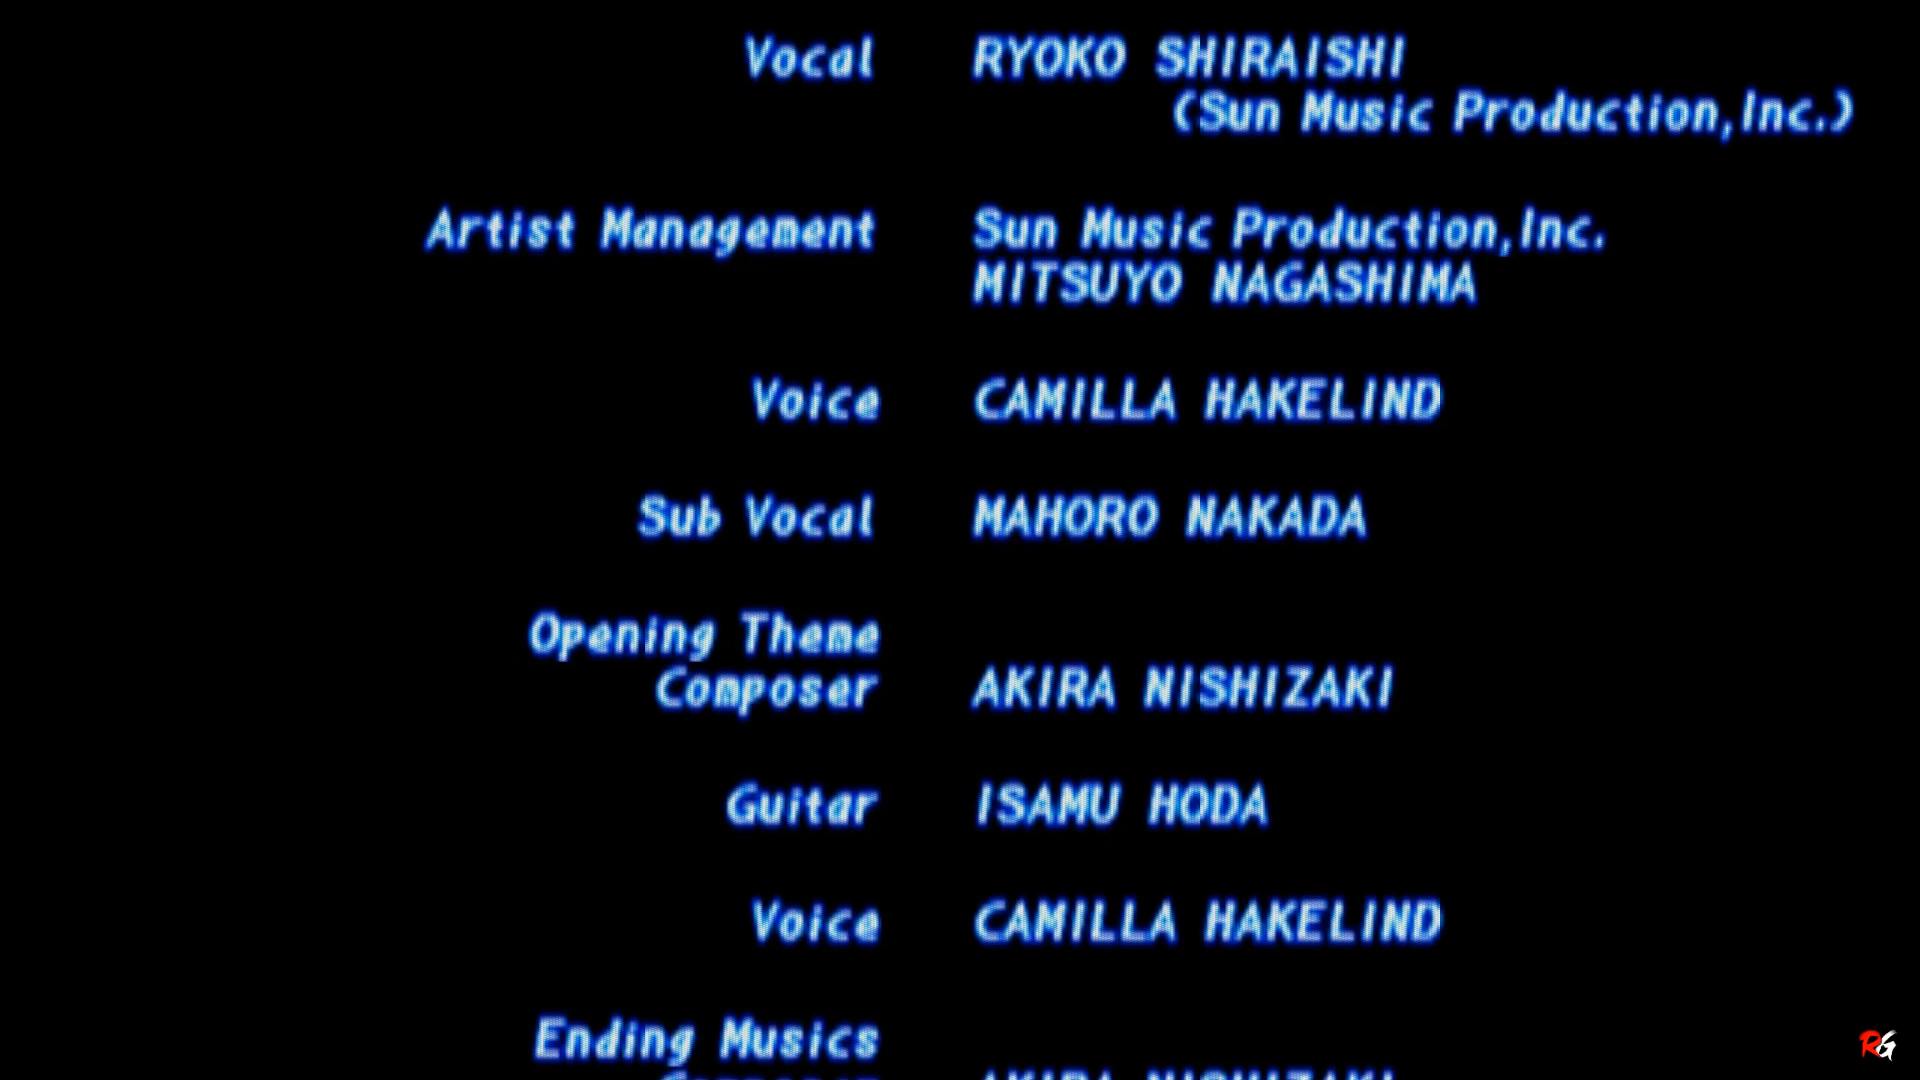 Vocal RYOKO SHIRAISHI
(Sun Music Production,Inc.)
Artist Management Sun Music Production,Inc.
MITSUYO NAGASHIMA
Voice CAMILLA HAKELIND
Sub Vocal MAHORO NAKADA
Opening Theme
Composer AKIRA NISHIZAKI
Guitar ISAMU HODA
Voice CAMILLA HAKELIND
Ending Musics
RG